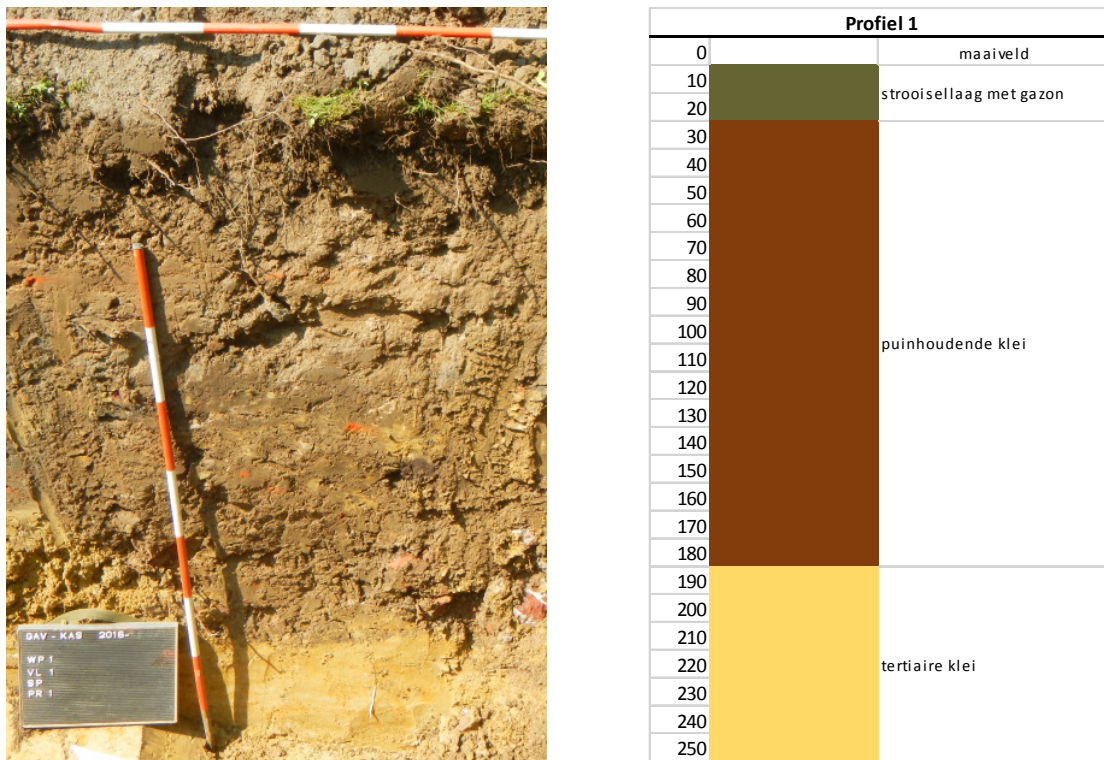 GAV - KAS 2016-
WP 1
VL 1
SP
PR 1
Profiel 1
0 maaiveld
10
strooisellaag met gazon
20
30
40
50
60
70
80
90
100
puinhoudende klei
110
120
130
140
150
160
170
180
190
200
210
220 tertiaire klei
230
240
250